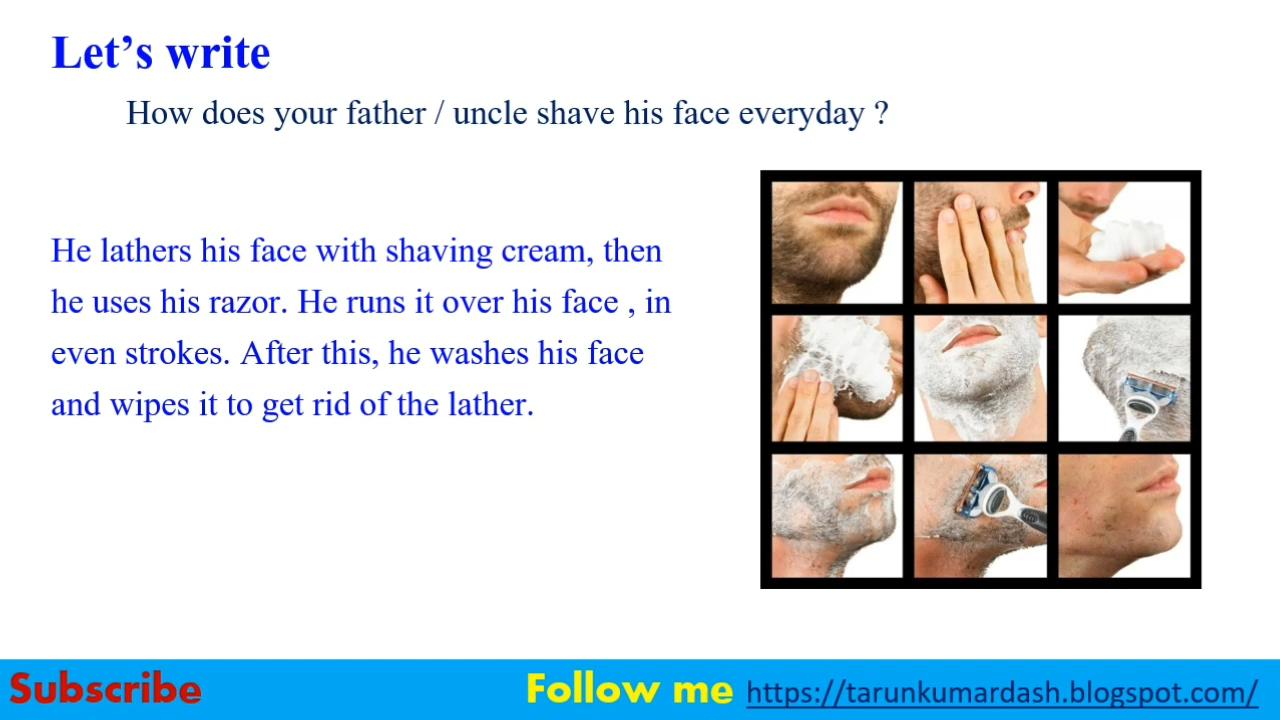 Let’s write
How does your father / uncle shave his face everyday ?
He lathers his face with shaving cream, then
he uses his razor. He runs it over his face , in
even strokes. After this, he washes his face
and wipes it to get rid of the lather.
Subscribe
Follow me https://tarunkumardash.blogspot.com/